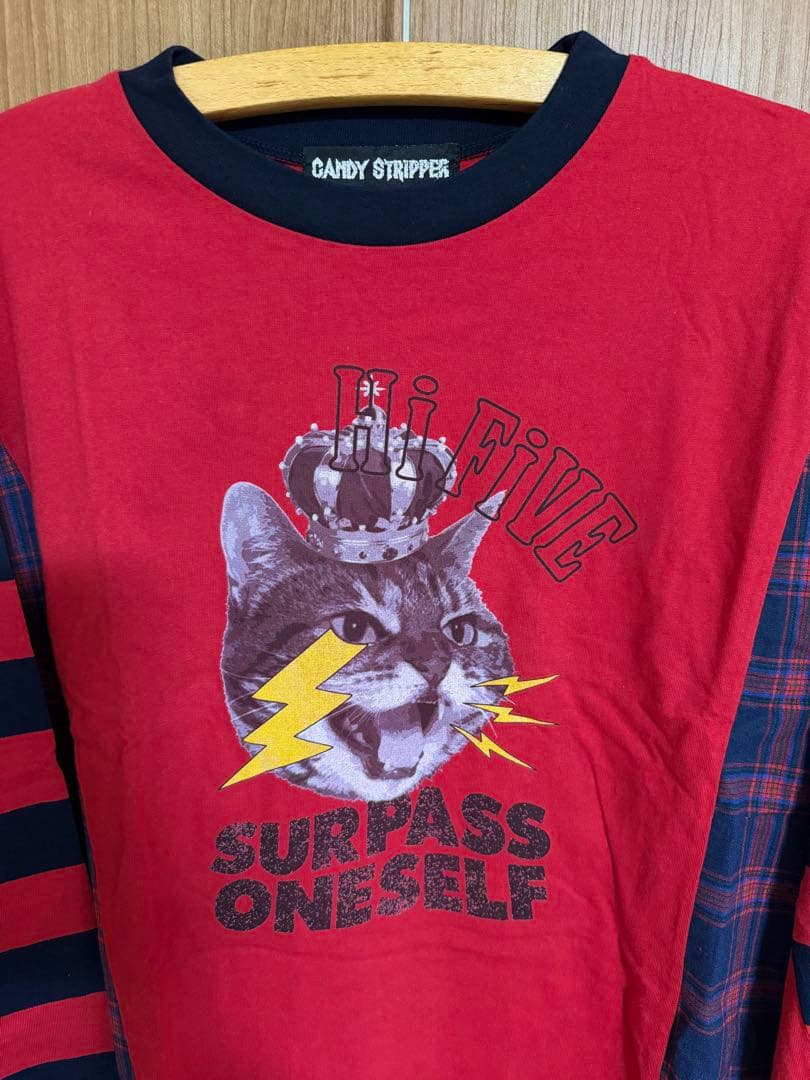 CANDY STRIPPER
Hi FiVE
SURPASS
ONESELF